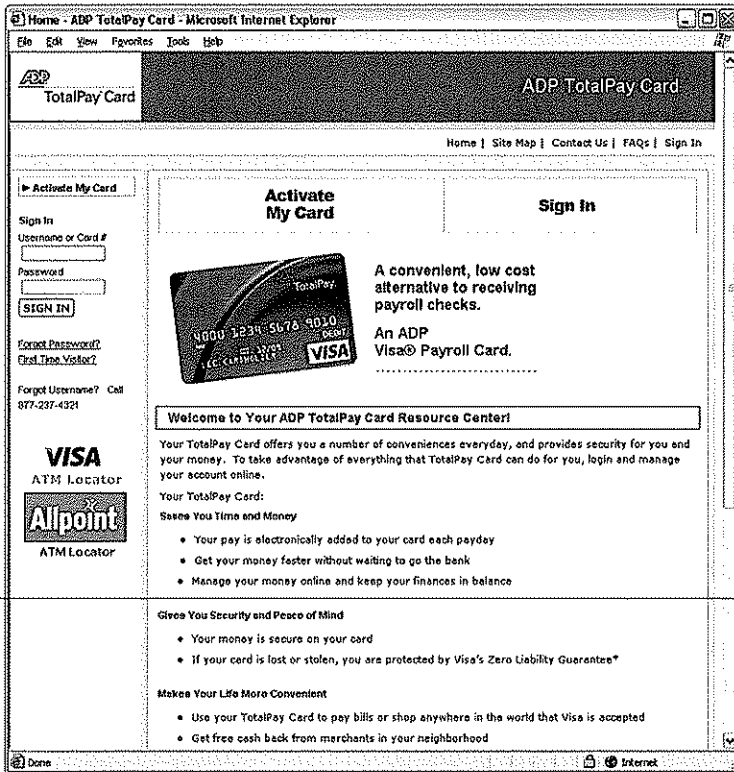 Home - ADP TotalPay Card - Microsoft Internet Explorer
File Edit View Favorites Tools Help
ADP
TotalPay Card
ADP TotalPay Card
Home | Site Map | Contact Us | FAQs | Sign In
Activate My Card
Sign In
Username or Card #
Password
SIGN IN
Forgot Password?
First Time Visitor?
Forgot Username? Call
877-237-4321
VISA
ATM Locator
Allpoint
ATM Locator
Activate
My Card
Sign In
TotalPay.
4000 1234 5678 9010
DEBIT
VISA
A convenient, low cost
alternative to receiving
payroll checks.
An ADP
Visa® Payroll Card.
Welcome to Your ADP TotalPay Card Resource Center!
Your TotalPay Card offers you a number of conveniences everyday, and provides security for you and
your money. To take advantage of everything that TotalPay Card can do for you, login and manage
your account online.
Your TotalPay Card:
Saves You Time and Money
• Your pay is electronically added to your card each payday
• Get your money faster without waiting to go the bank
• Manage your money online and keep your finances in balance
Gives You Security and Peace of Mind
• Your money is secure on your card
• If your card is lost or stolen, you are protected by Visa's Zero Liability Guarantee*
Makes Your Life More Convenient
• Use your TotalPay Card to pay bills or shop anywhere in the world that Visa is accepted
• Get free cash back from merchants in your neighborhood
Done
Internet